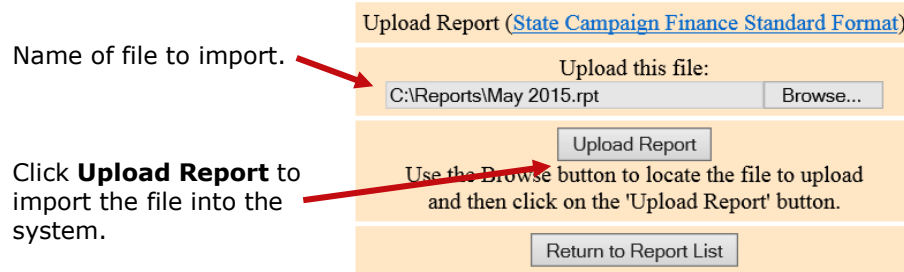 Upload Report (State Campaign Finance Standard Format)
Name of file to import.
Upload this file:
C:\Reports\May 2015.rpt
Browse...
Upload Report
Click Upload Report to
import the file into the
system.
Use the Browse button to locate the file to upload
and then click on the 'Upload Report' button.
Return to Report List